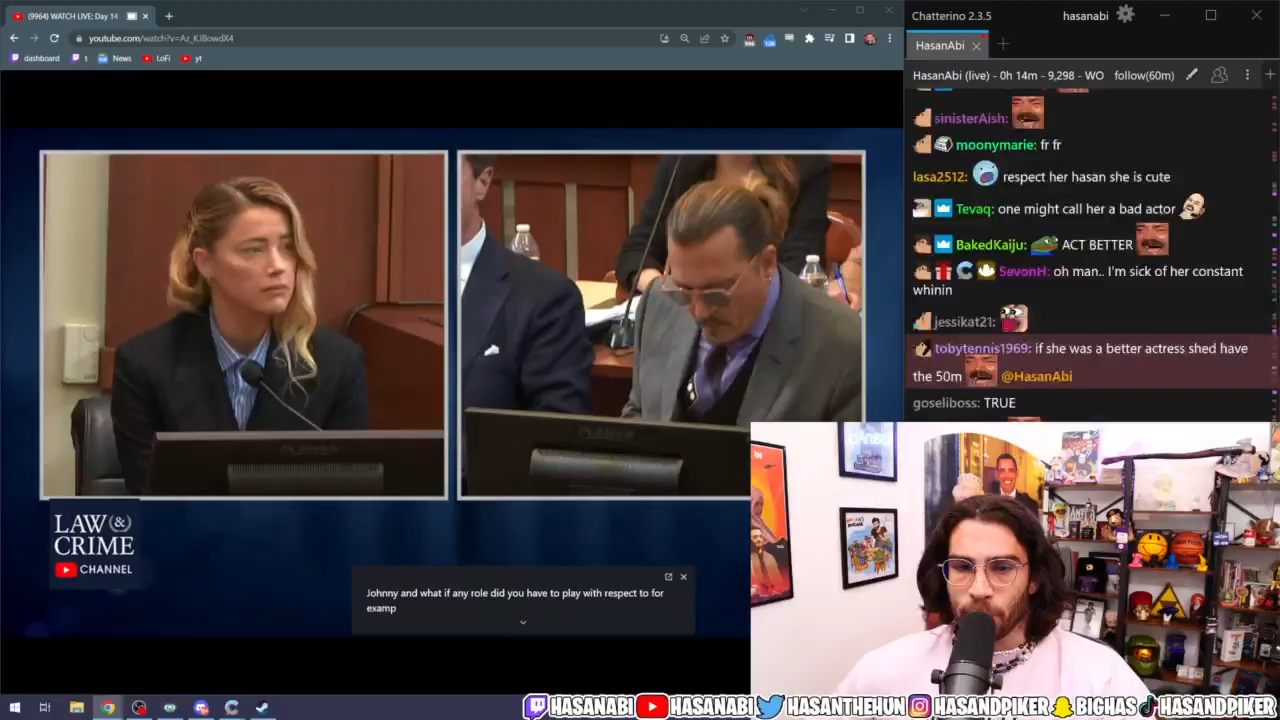 (9964) WATCH LIVE: Day 14
youtube.com/watch?v=Az_KJBowdX4
dashboard
t
News
LoFi
yt
Chatterino 2.3.5
hasanabi
HasanAbi
HasanAbi (live) - 0h 14m - 9,298 - WO
follow(60m)
sinisterAish:
moonymarie: fr fr
lasa2512: respect her hasan she is cute
Tevaq: one might call her a bad actor
BakedKaiju: ACT BETTER
SevonH: oh man.. I'm sick of her constant
whinin
jessikat21:
tobytennis1969: if she was a better actress shed have
the 50m @HasanAbi
goseliboss: TRUE
PLANAR
PLANAR
LAW &
CRIME
CHANNEL
Johnny and what if any role did you have to play with respect to for
examp
HASANABI
HASANABI
HASANTHEHUN
HASANDPIKER
BIGHAS
HASANDPIKER